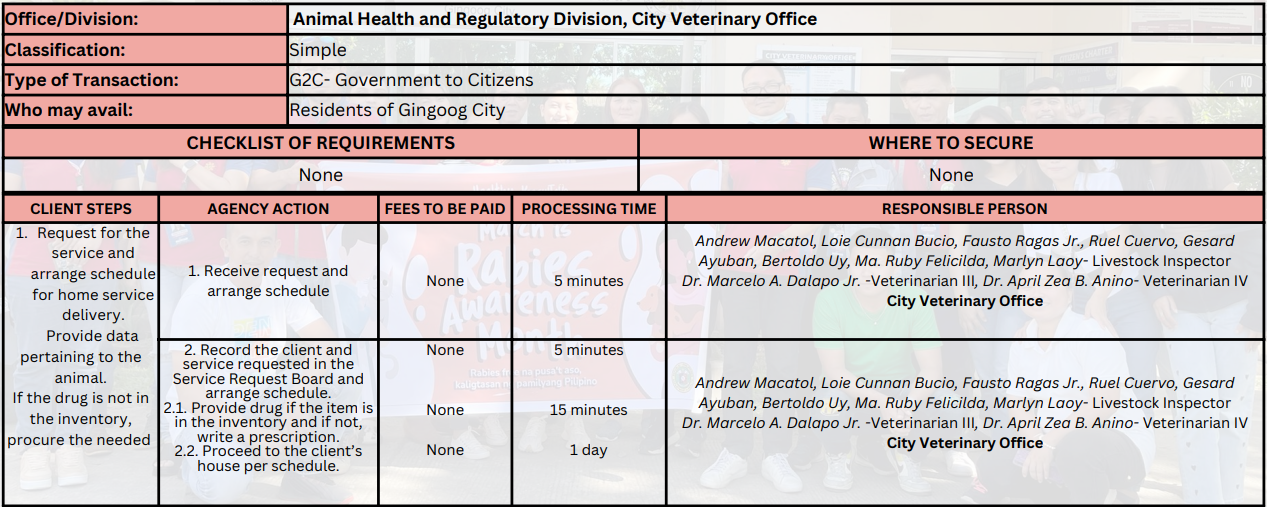 Office/Division: Animal Health and Regulatory Division, City Veterinary Office
Classification: Simple
Type of Transaction: G2C- Government to Citizens
Who may avail: Residents of Gingoog City
CHECKLIST OF REQUIREMENTS WHERE TO SECURE
None None
CLIENT STEPS AGENCY ACTION FEES TO BE PAID PROCESSING TIME RESPONSIBLE PERSON
1. Request for the
service and
arrange schedule
for home service
delivery.
Provide data
pertaining to the
animal.
If the drug is not in
the inventory,
procure the needed
1. Receive request and
arrange schedule
None
5 minutes
Andrew Macatol, Loie Cunnan Bucio, Fausto Ragas Jr., Ruel Cuervo, Gesard
Ayuban, Bertoldo Uy, Ma. Ruby Felicilda, Marlyn Laoy- Livestock Inspector
Dr. Marcelo A. Dalapo Jr. -Veterinarian III, Dr. April Zea B. Anino- Veterinarian IV
City Veterinary Office
2. Record the client and
service requested in the
Service Request Board and
arrange schedule.
2.1. Provide drug if the item is
in the inventory and if not,
write a prescription.
2.2. Proceed to the client’s
house per schedule.
None
None
None
5 minutes
15 minutes
1 day
Andrew Macatol, Loie Cunnan Bucio, Fausto Ragas Jr., Ruel Cuervo, Gesard
Ayuban, Bertoldo Uy, Ma. Ruby Felicilda, Marlyn Laoy- Livestock Inspector
Dr. Marcelo A. Dalapo Jr. -Veterinarian III, Dr. April Zea B. Anino- Veterinarian IV
City Veterinary Office
March is
Rabies
Awareness
Month!
kaligtasan
pamilyang Pilipino